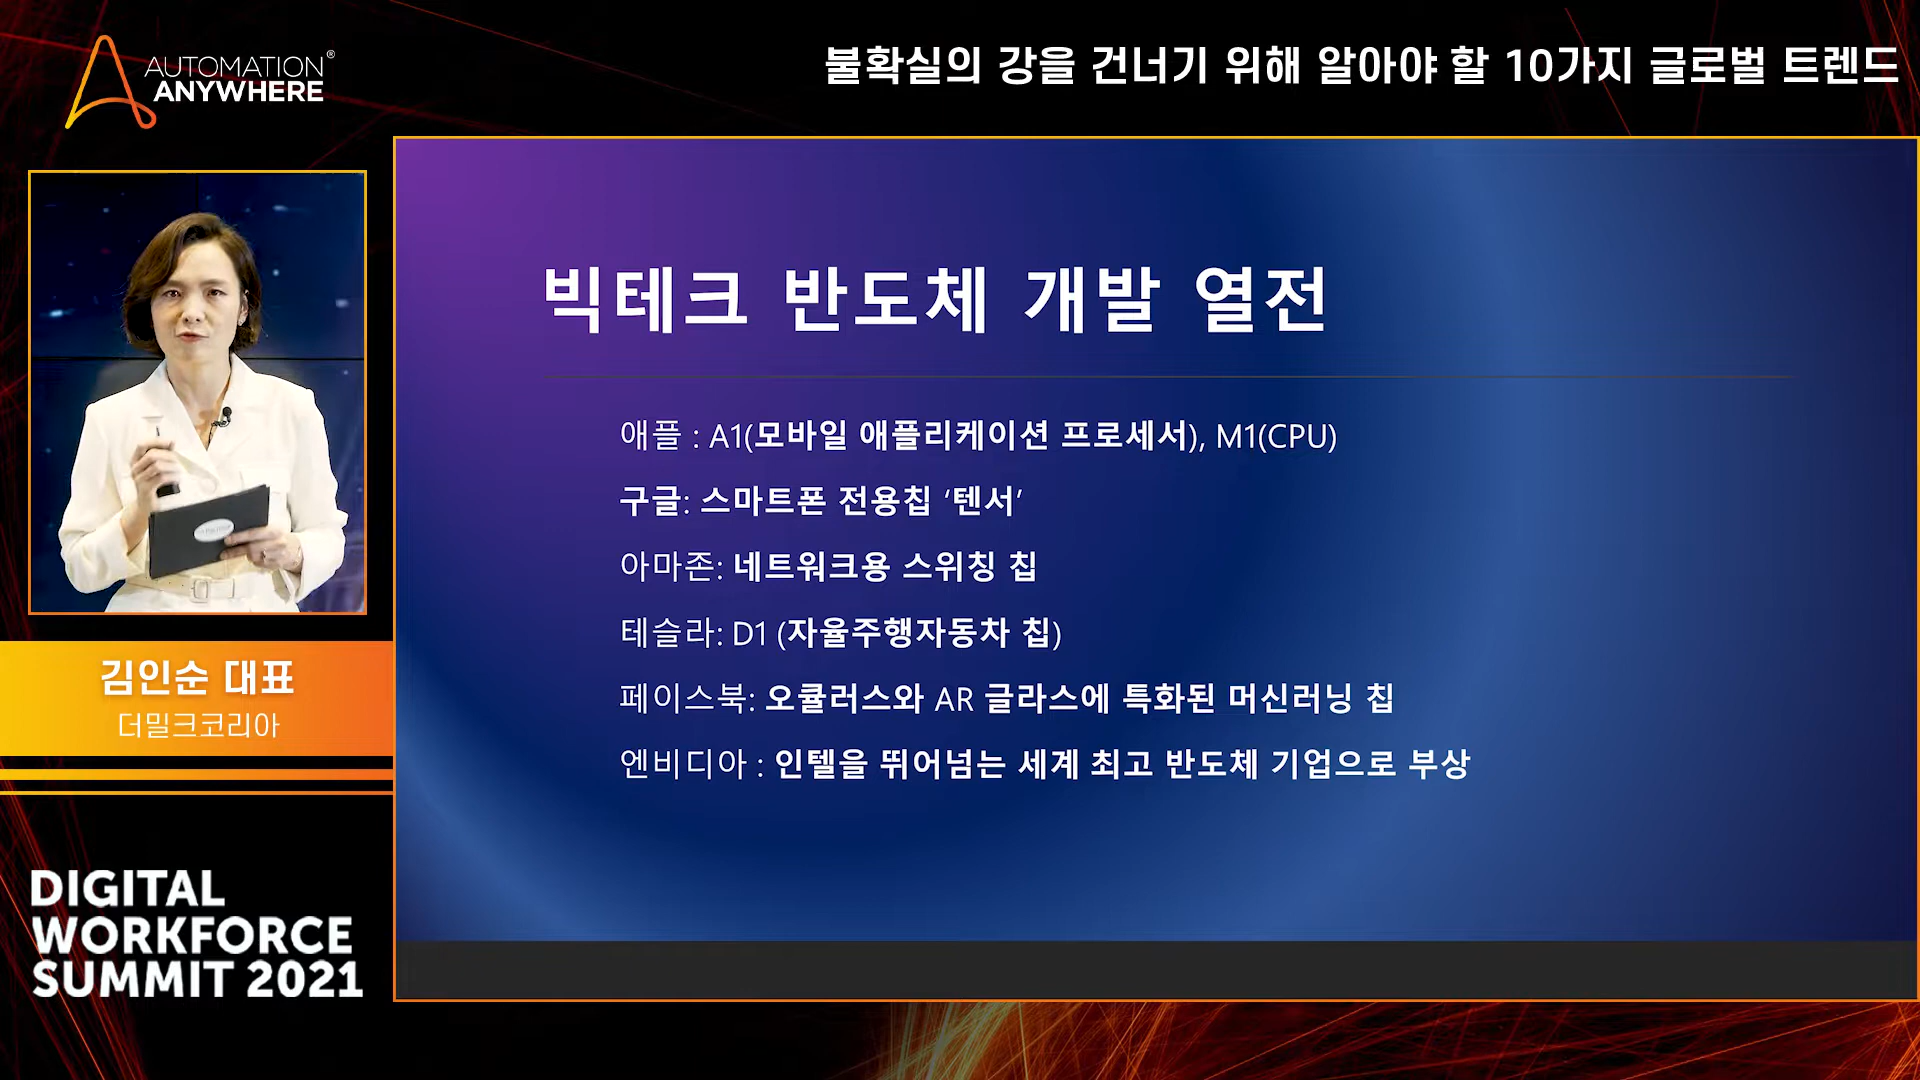 AUTOMATION
ANYWHERE
불확실의 강을 건너기 위해 알아야 할 10가지 글로벌 트렌드
빅테크 반도체 개발 열전
애플 : A1(모바일 애플리케이션 프로세서), M1(CPU)
구글: 스마트폰 전용칩 ‘텐서’
아마존: 네트워크용 스위칭 칩
테슬라: D1 (자율주행자동차 칩)
페이스북: 오큘러스와 AR 글라스에 특화된 머신러닝 칩
엔비디아 : 인텔을 뛰어넘는 세계 최고 반도체 기업으로 부상
김인순 대표
더밀크코리아
DIGITAL
WORKFORCE
SUMMIT 2021